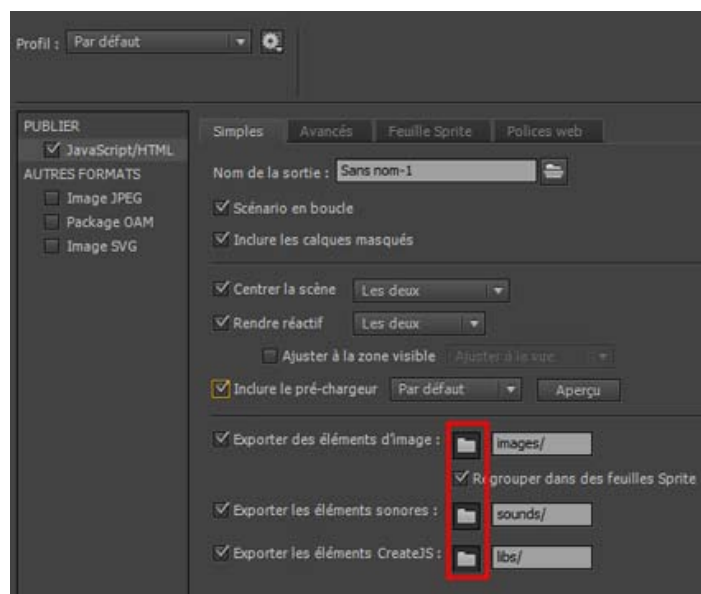 Profil : Par défaut
PUBLIER
JavaScript/HTML
AUTRES FORMATS
Image JPEG
Package OAM
Image SVG
Simples Avancés Feuille Sprite Polices web
Nom de la sortie : Sans nom-1
Scénario en boucle
Inclure les calques masqués
Centrer la scène Les deux
Rendre réactif Les deux
Ajuster à la zone visible Ajuster à la vue
Inclure le pré-chargeur Par défaut Aperçu
Exporter des éléments d'image : images/
Regrouper dans des feuilles Sprite
Exporter les éléments sonores : sounds/
Exporter les éléments CreateJS : libs/